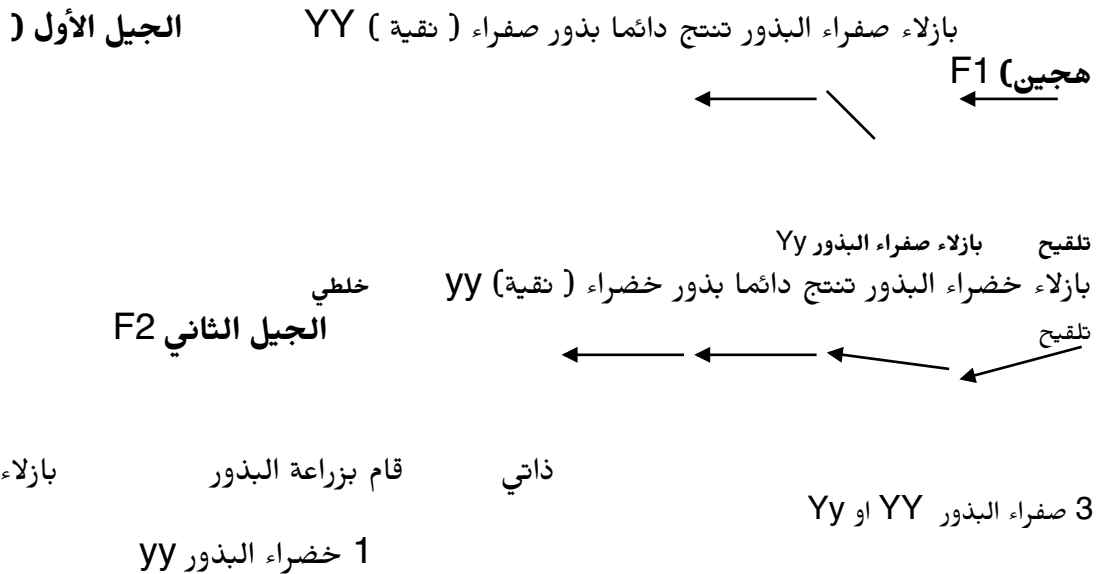 بازلاء صفراء البذور تنتج دائما بذور صفراء ( نقية ) YY الجيل الأول (
هجين) F1
تلقيح بازلاء صفراء البذور Yy
بازلاء خضراء البذور تنتج دائما بذور خضراء ( نقية) yy خلطي
تلقيح الجيل الثاني F2
ذاتي قام بزراعة البذور بازلاء
3 صفراء البذور YY او Yy
1 خضراء البذور yy